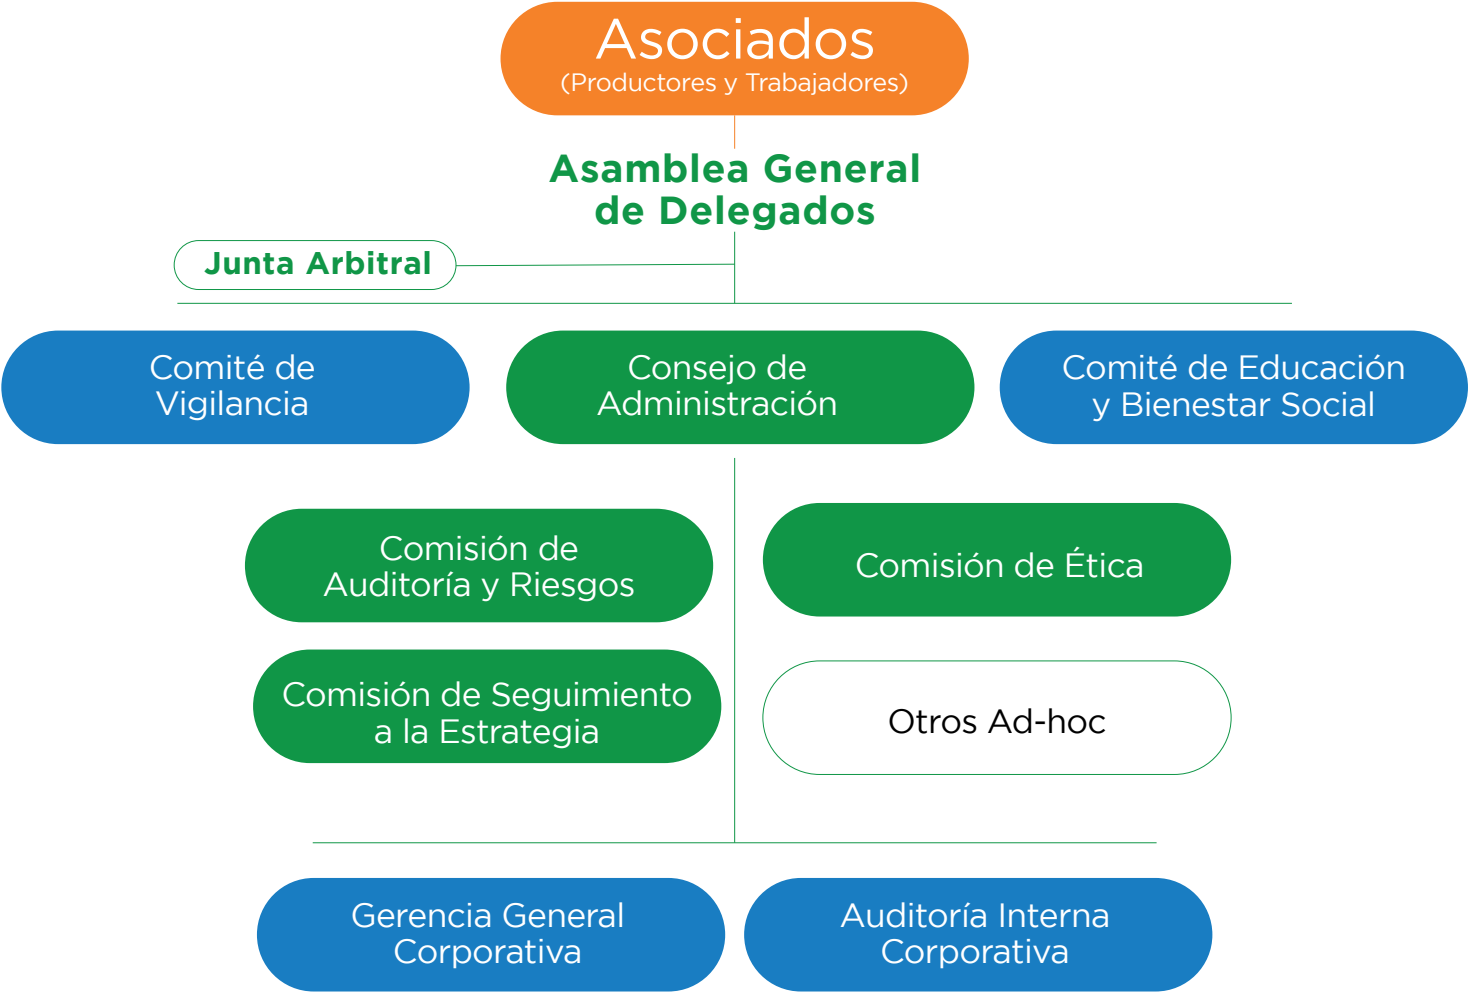 Asociados
(Productores y Trabajadores)
Asamblea General
de Delegados
Junta Arbitral
Comité de
Vigilancia
Consejo de
Administración
Comité de Educación
y Bienestar Social
Comisión de
Auditoría y Riesgos
Comisión de Ética
Comisión de Seguimiento
a la Estrategia
Otros Ad-hoc
Gerencia General
Corporativa
Auditoría Interna
Corporativa